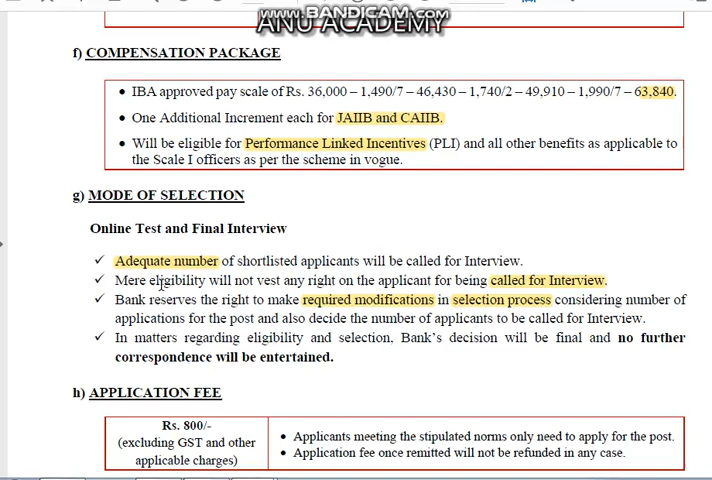 WWW.BANDICAM.COM
ANU ACADEMY
f) COMPENSATION PACKAGE
• IBA approved pay scale of Rs. 36,000 – 1,490/7 – 46,430 – 1,740/2 – 49,910 – 1,990/7 – 63,840.
• One Additional Increment each for JAIIB and CAIIB.
• Will be eligible for Performance Linked Incentives (PLI) and all other benefits as applicable to
the Scale I officers as per the scheme in vogue.
g) MODE OF SELECTION
Online Test and Final Interview
✓ Adequate number of shortlisted applicants will be called for Interview.
✓ Mere eligibility will not vest any right on the applicant for being called for Interview.
✓ Bank reserves the right to make required modifications in selection process considering number of
applications for the post and also decide the number of applicants to be called for Interview.
✓ In matters regarding eligibility and selection, Bank's decision will be final and no further
correspondence will be entertained.
h) APPLICATION FEE
Rs. 800/-
(excluding GST and other
applicable charges)
• Applicants meeting the stipulated norms only need to apply for the post.
• Application fee once remitted will not be refunded in any case.